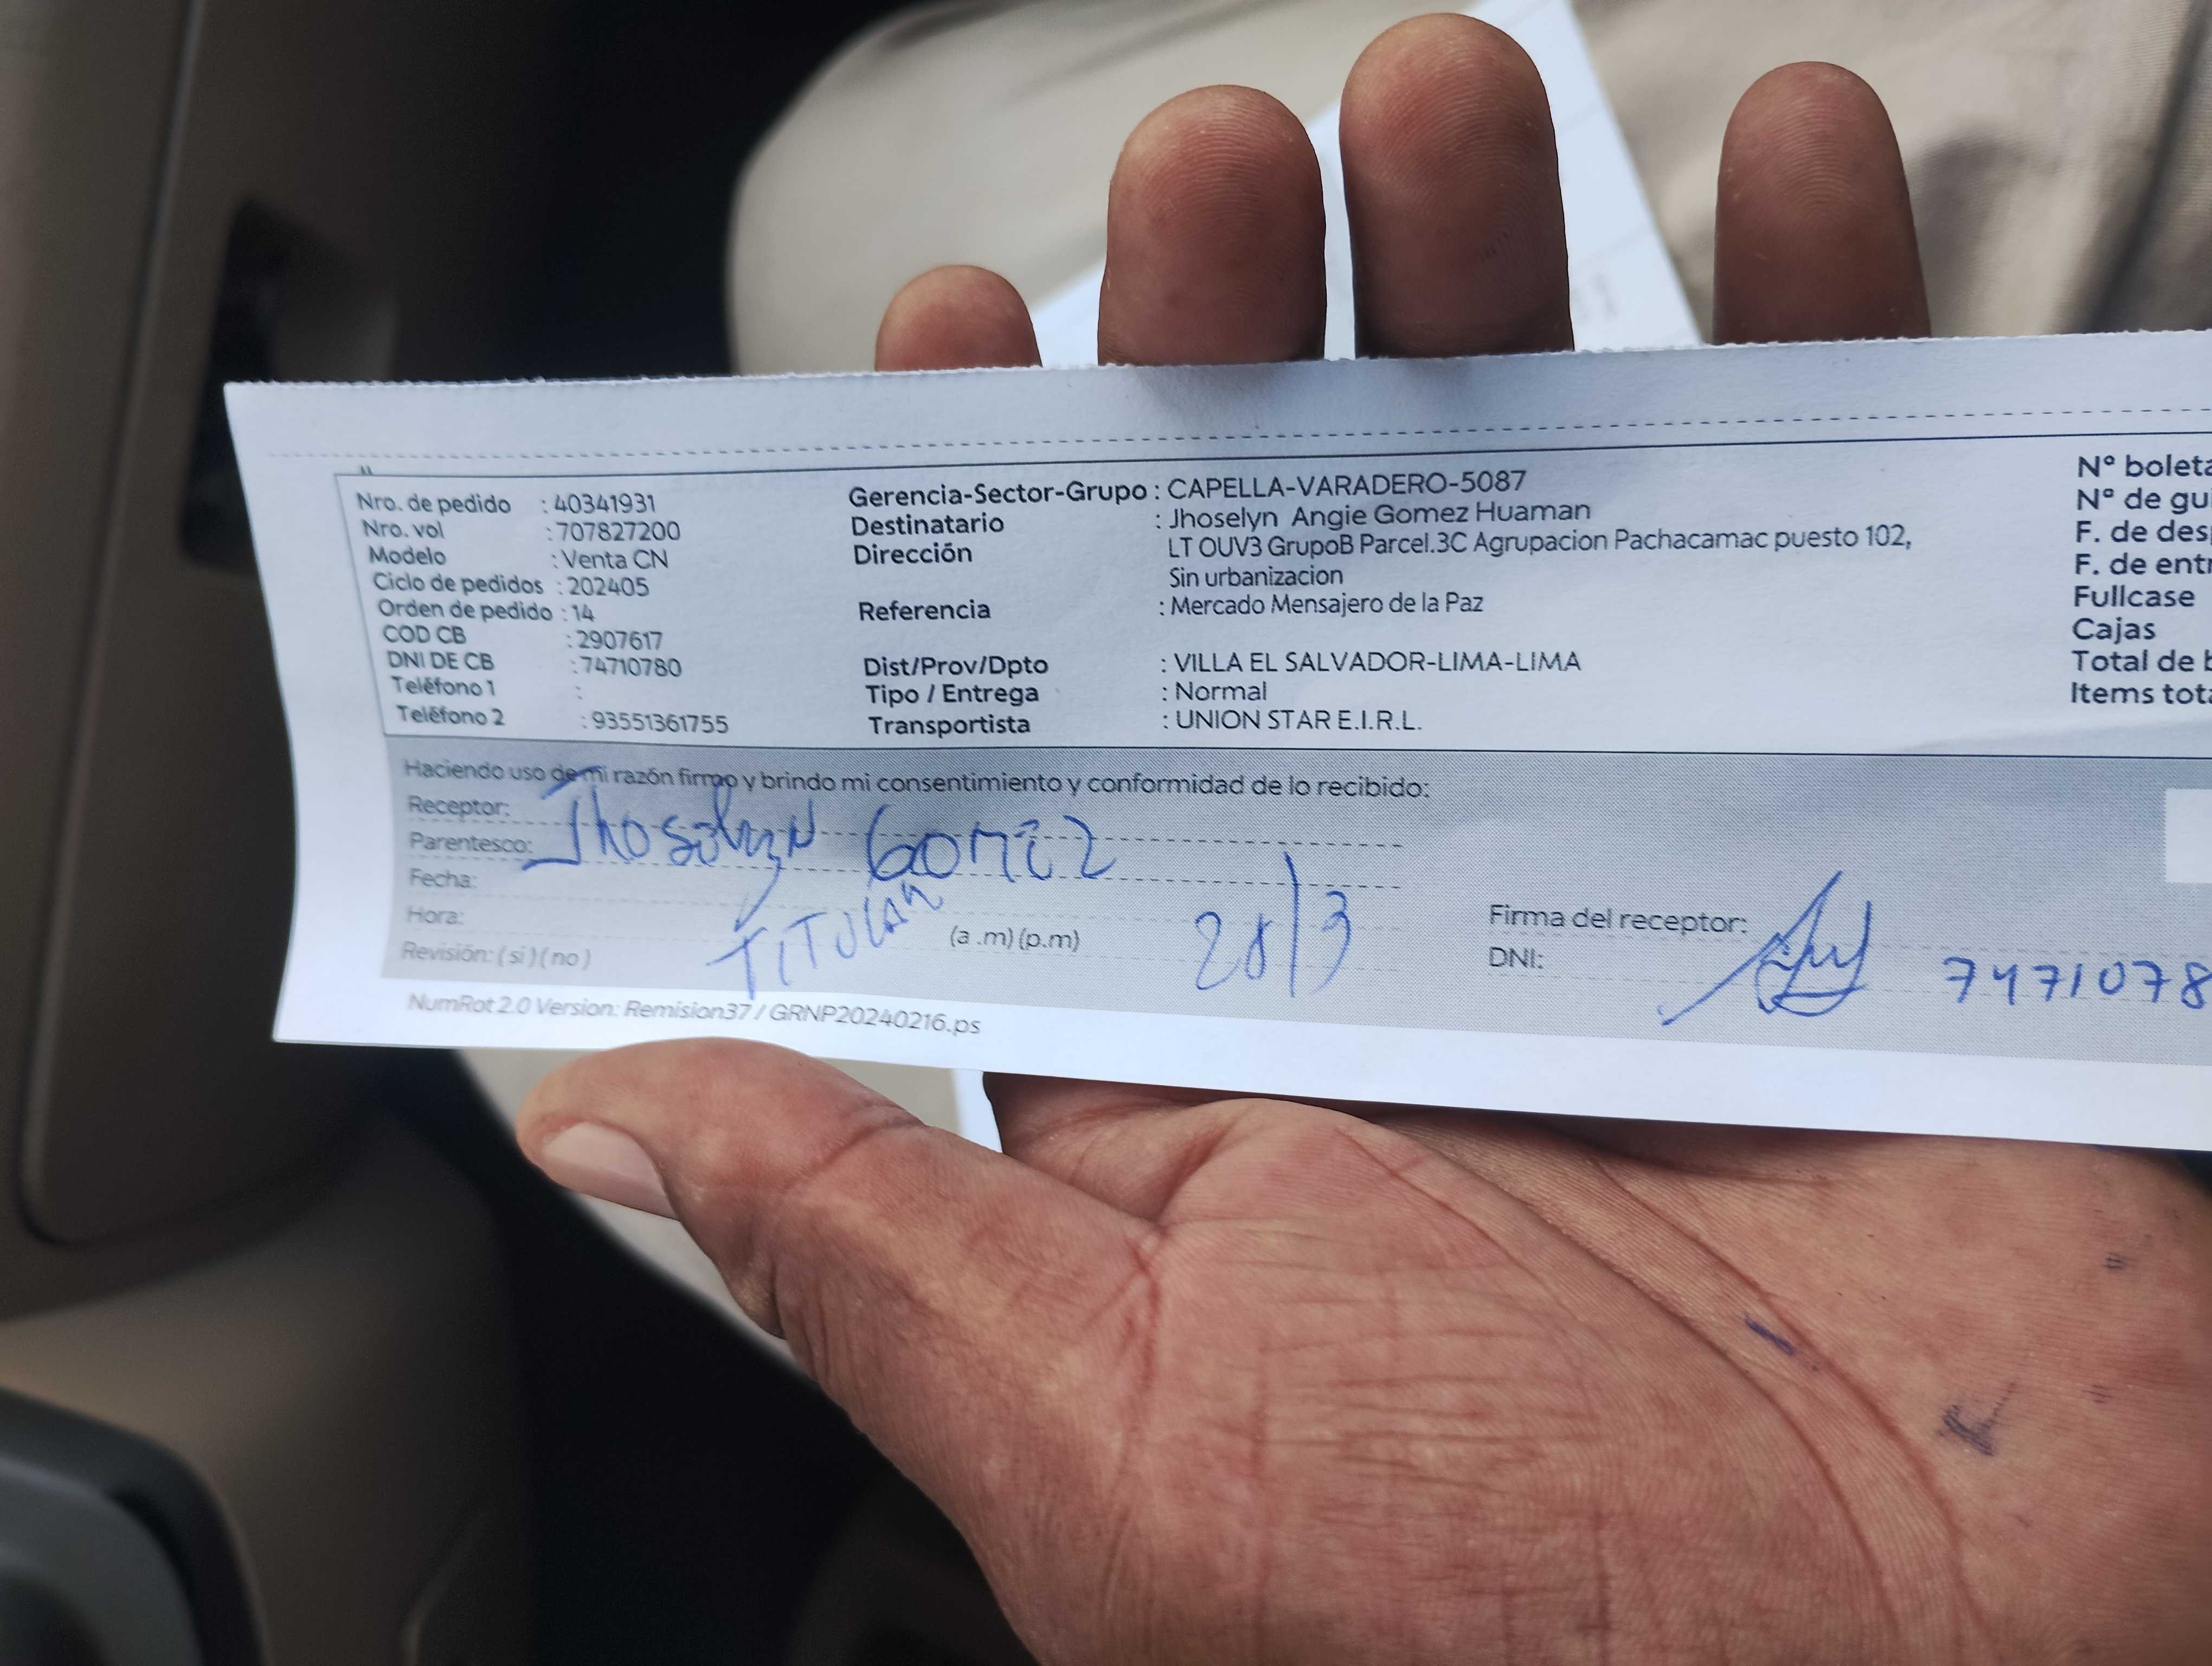 Nro. de pedido : 40341931
Nro. vol : 707827200
Modelo : Venta CN
Ciclo de pedidos : 202405
Orden de pedido : 14
COD CB : 2907617
DNI DE CB : 74710780
Teléfono 1 :
Teléfono 2 : 93551361755
Gerencia-Sector-Grupo : CAPELLA-VARADERO-5087
Destinatario : Jhoselyn Angie Gomez Huaman
Dirección LT OUV3 GrupoB Parcel.3C Agrupacion Pachacamac puesto 102,
Sin urbanizacion
Referencia : Mercado Mensajero de la Paz
Dist/Prov/Dpto : VILLA EL SALVADOR-LIMA-LIMA
Tipo / Entrega : Normal
Transportista : UNION STAR E.I.R.L.
Nº boleta
Nº de gui
F. de des
F. de entr
Fullcase
Cajas
Total de b
Items tota
Haciendo uso de mi razón firmo y brindo mi consentimiento y conformidad de lo recibido:
Receptor:
Parentesco: Jhoselyn Gomez
Fecha:
Hora: TITULAR (a .m) (p.m) 28/3
Revisión: ( si ) ( no )
Firma del receptor:
DNI: 7471078
NumRot 2.0 Version: Remision37 / GRNP20240216.ps